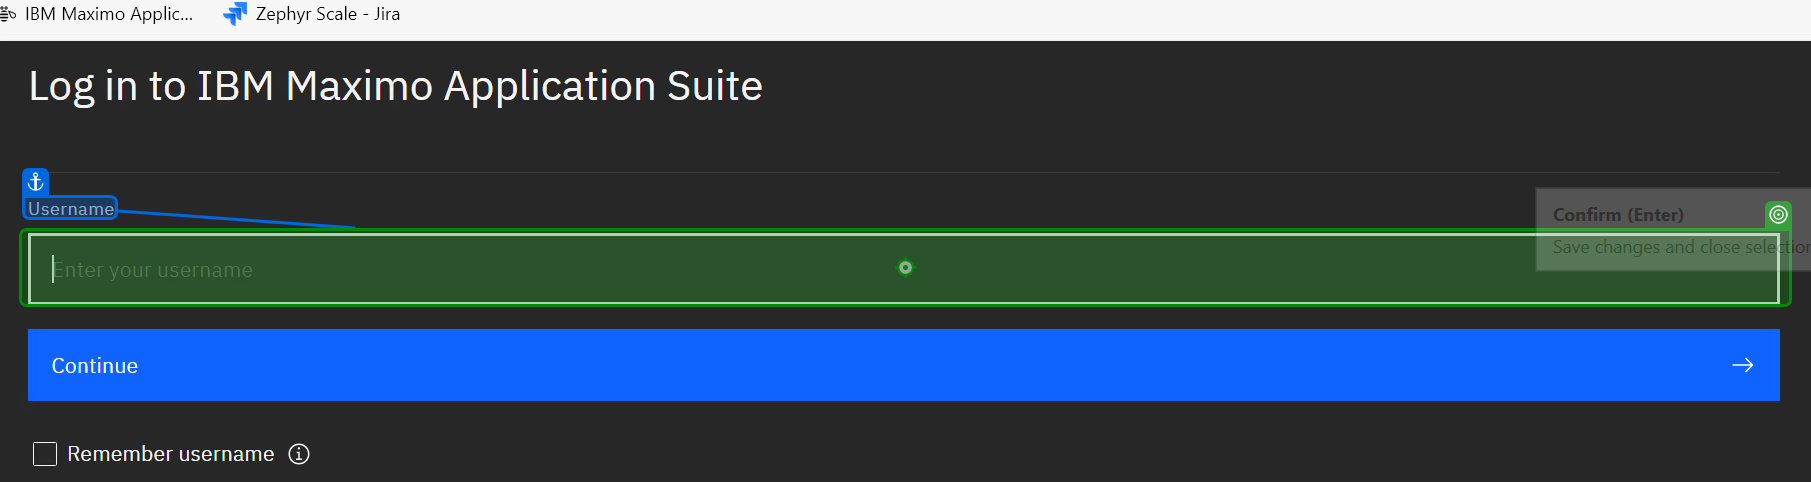 IBM Maximo Applic...
Zephyr Scale - Jira
Log in to IBM Maximo Application Suite
Username
Confirm (Enter)
Save changes and close selection
Enter your username
Continue
Remember username